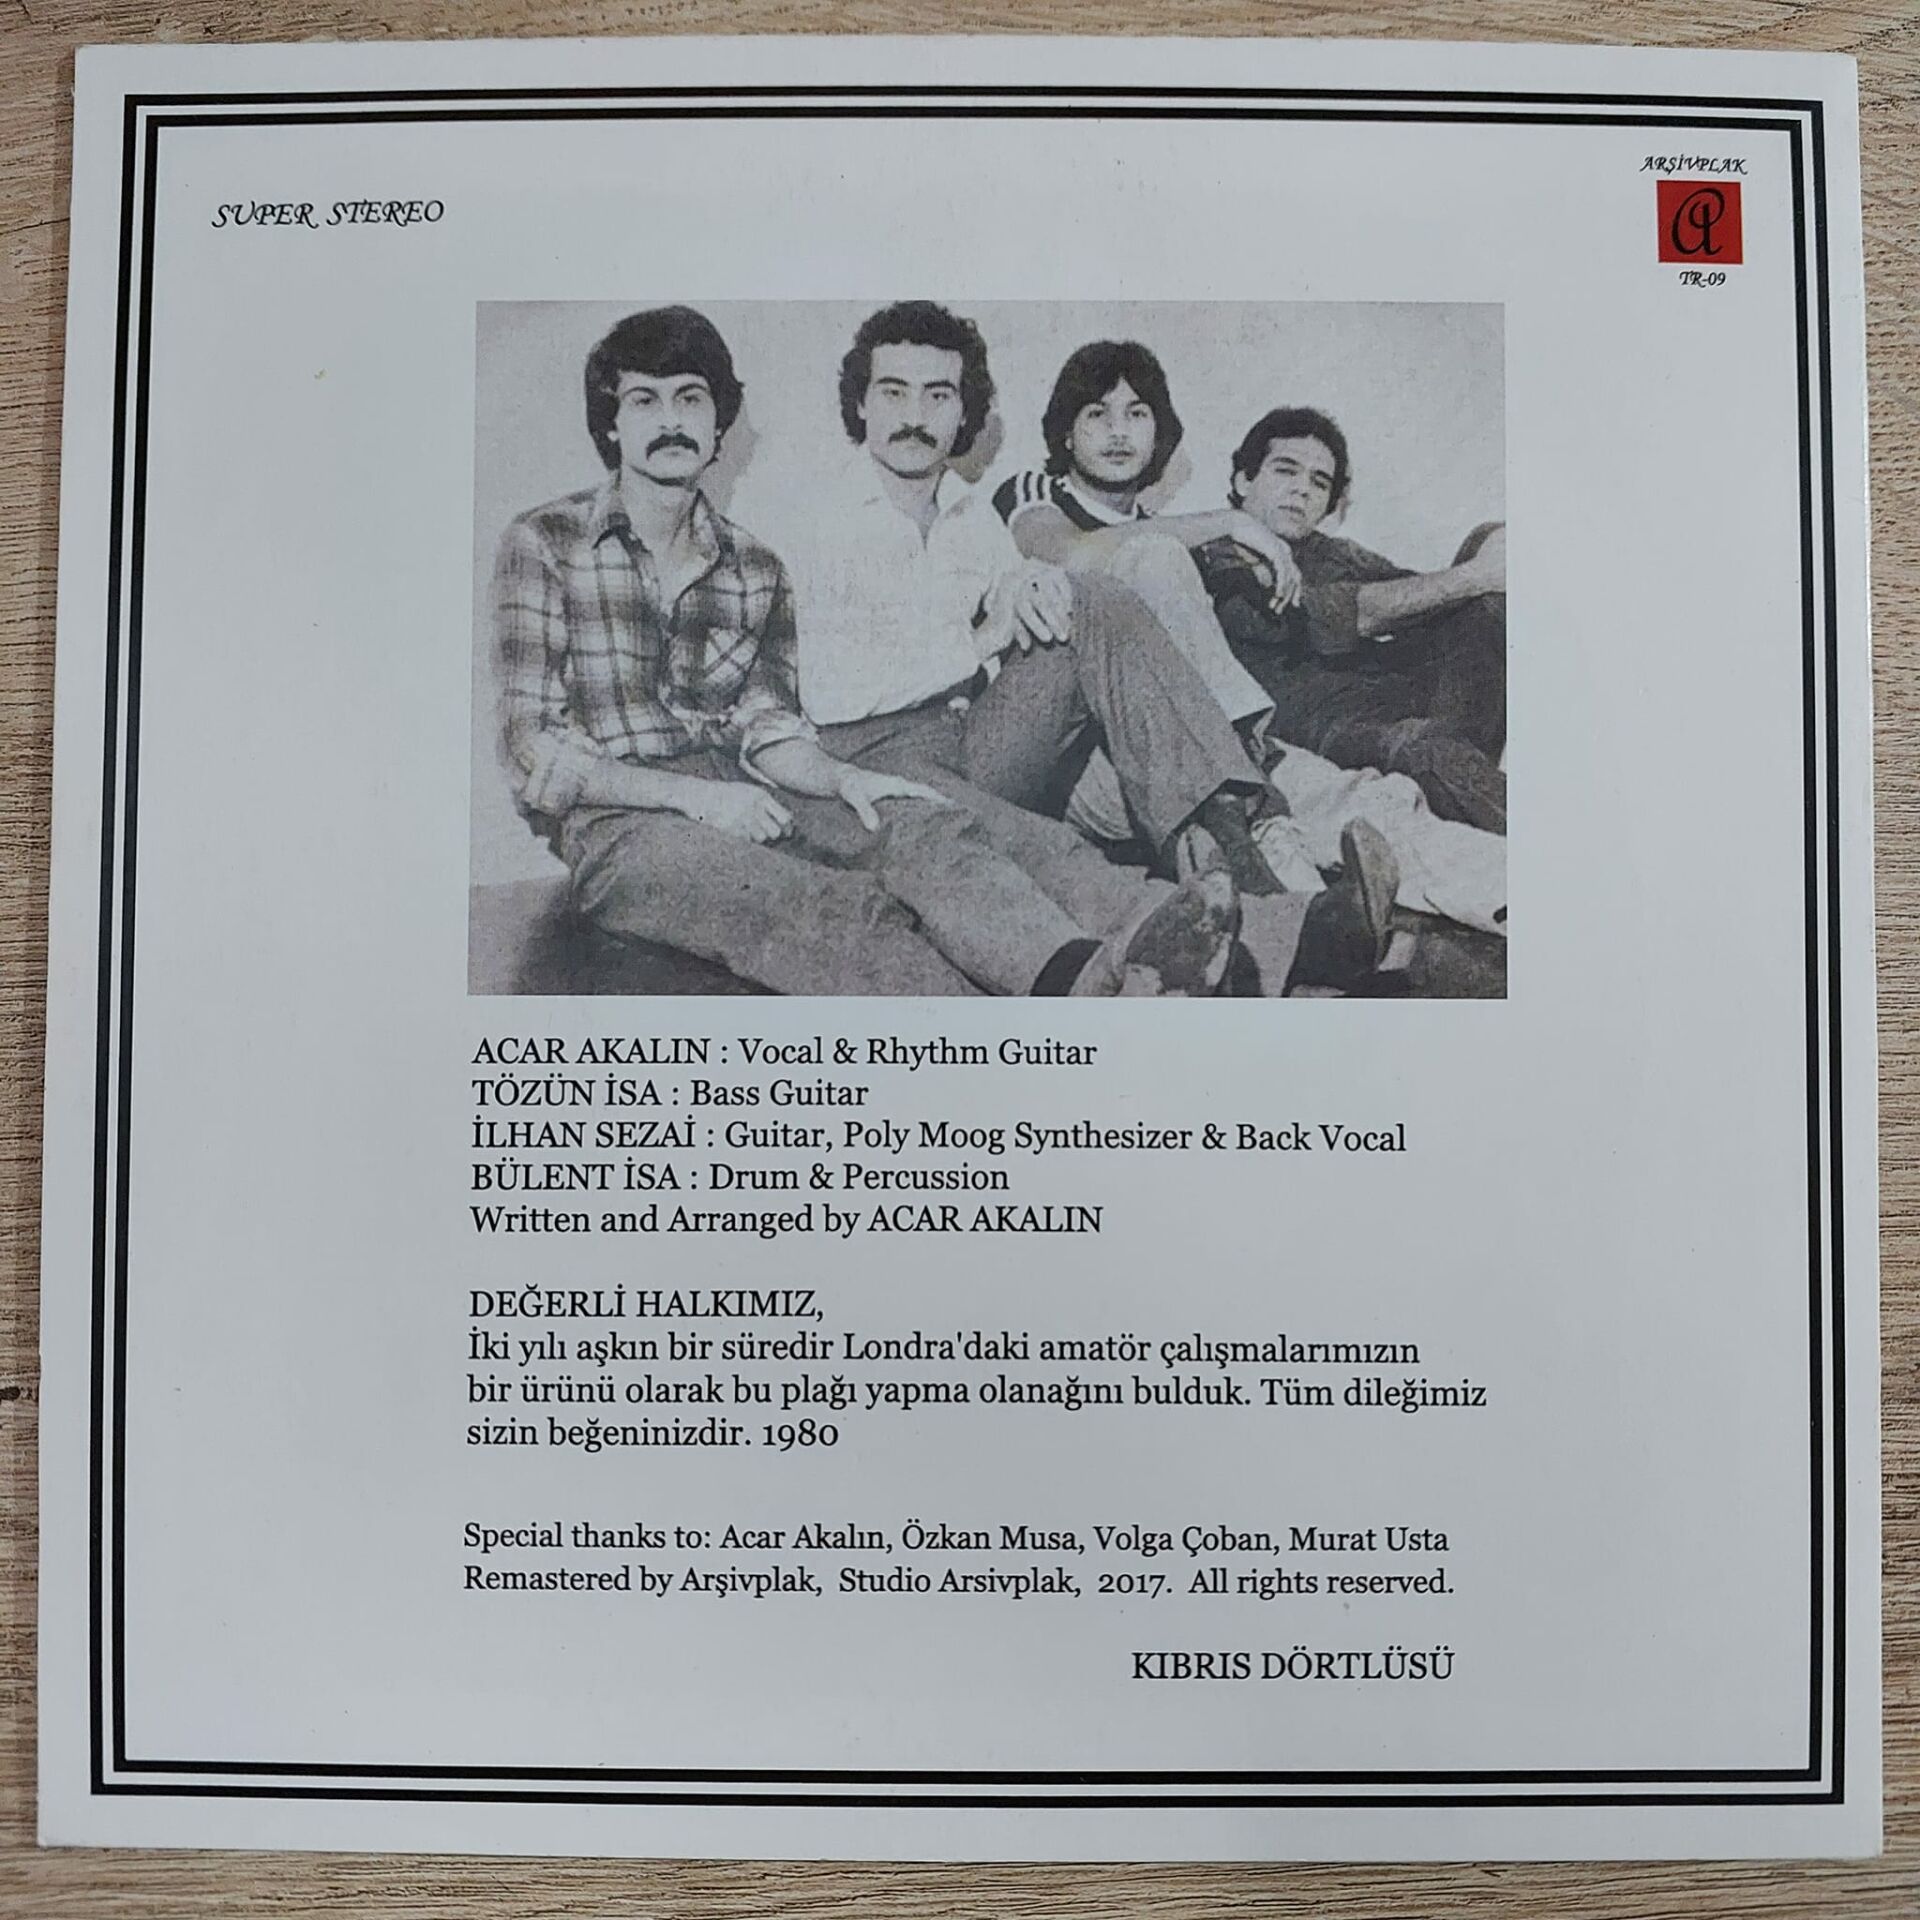 SUPER STEREO
ARŞİVPLAK
TR-09
ACAR AKALIN : Vocal & Rhythm Guitar
TÖZÜN İSA : Bass Guitar
İLHAN SEZAİ : Guitar, Poly Moog Synthesizer & Back Vocal
BÜLENT İSA : Drum & Percussion
Written and Arranged by ACAR AKALIN
DEĞERLİ HALKIMIZ,
İki yılı aşkın bir süredir Londra'daki amatör çalışmalarımızın
bir ürünü olarak bu plağı yapma olanağını bulduk. Tüm dileğimiz
sizin beğeninizdir. 1980
Special thanks to: Acar Akalın, Özkan Musa, Volga Çoban, Murat Usta
Remastered by Arşivplak, Studio Arsivplak, 2017. All rights reserved.
KIBRIS DÖRTLÜSÜ